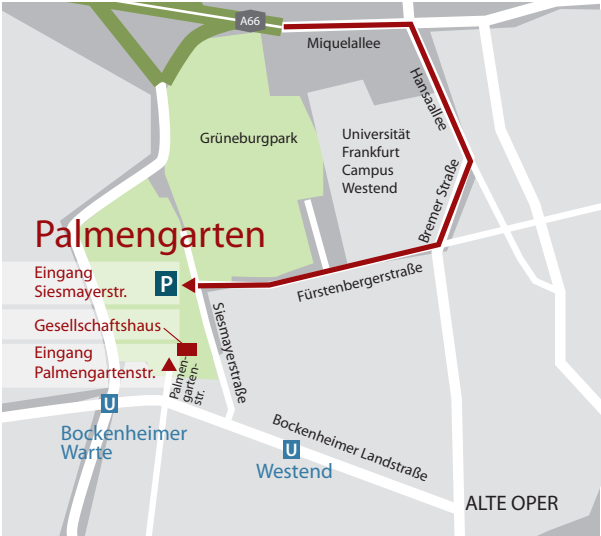 A66
Miquelallee
Hansaallee
Grüneburgpark
Universität
Frankfurt
Campus
Westend
Bremer Straße
Palmengarten
Eingang
Siesmayerstr.
P
Fürstenbergerstraße
Siesmayerstraße
Gesellschaftshaus
Eingang
Palmengartenstr.
Palmen-
garten-
str.
U
Bockenheimer
Warte
Bockenheimer Landstraße
U
Westend
ALTE OPER